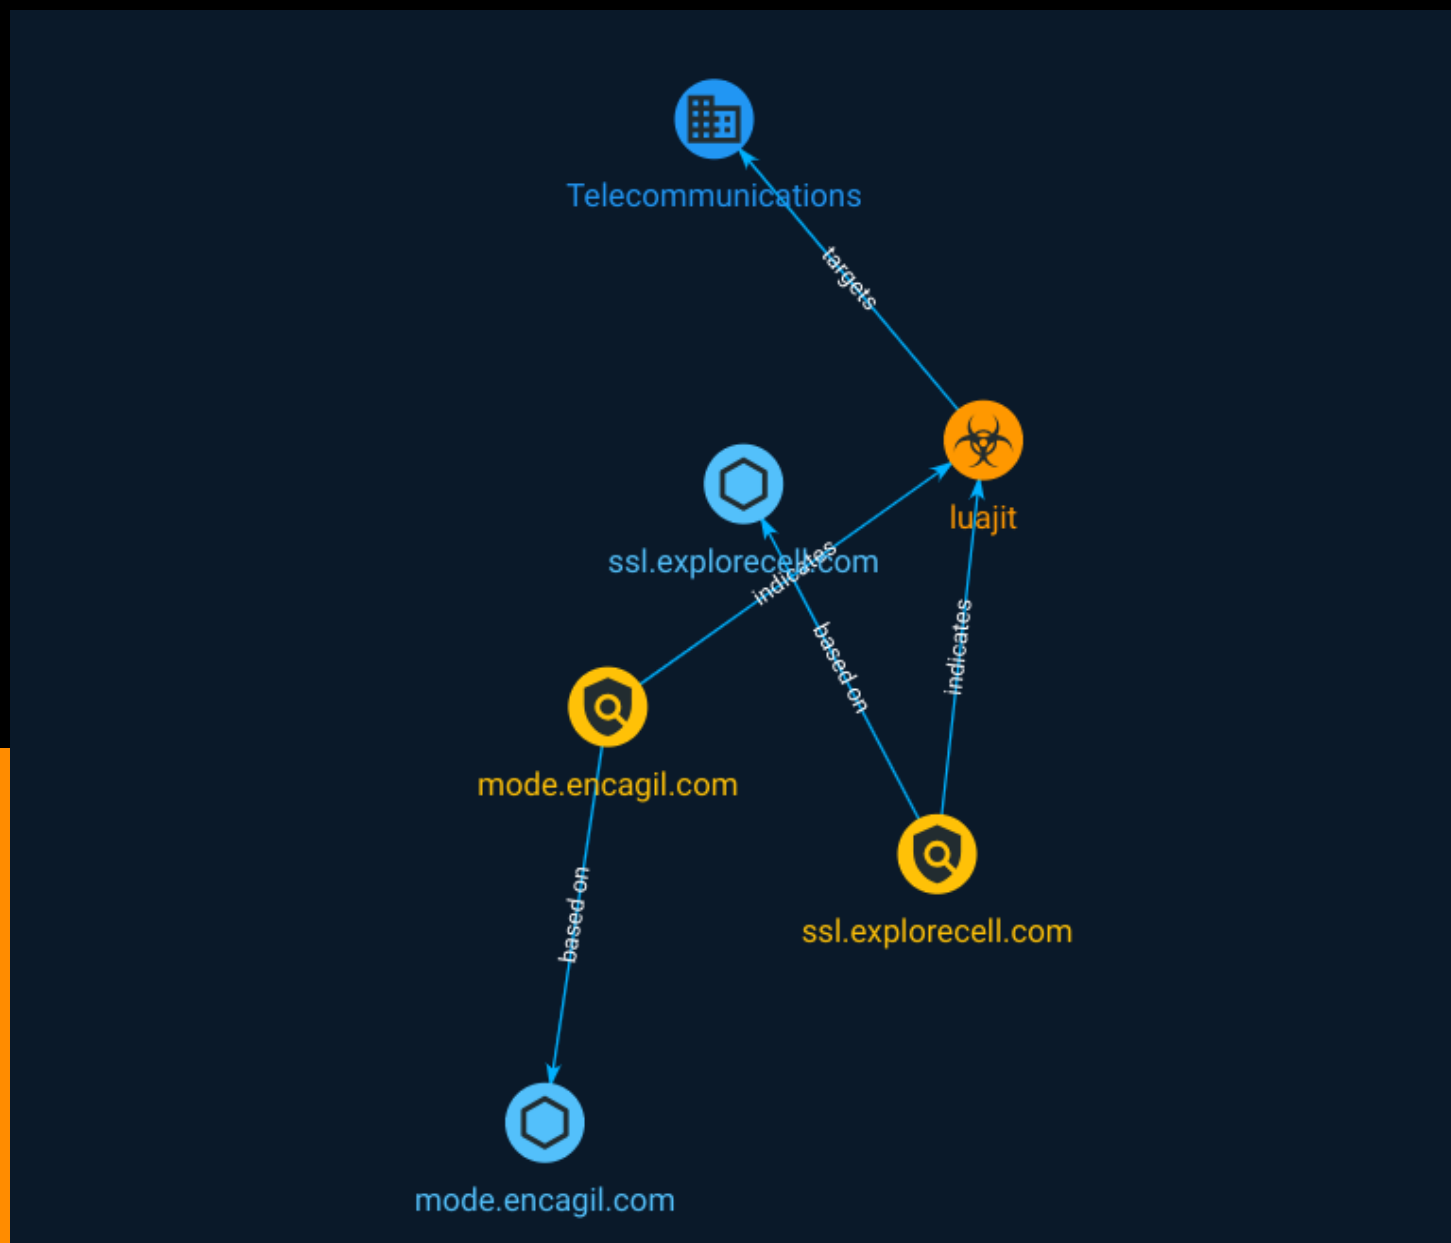 Telecommunications
targets
luajit
ssl.explorecell.com
indicates
indicates
based on
mode.encagil.com
based on
ssl.explorecell.com
mode.encagil.com